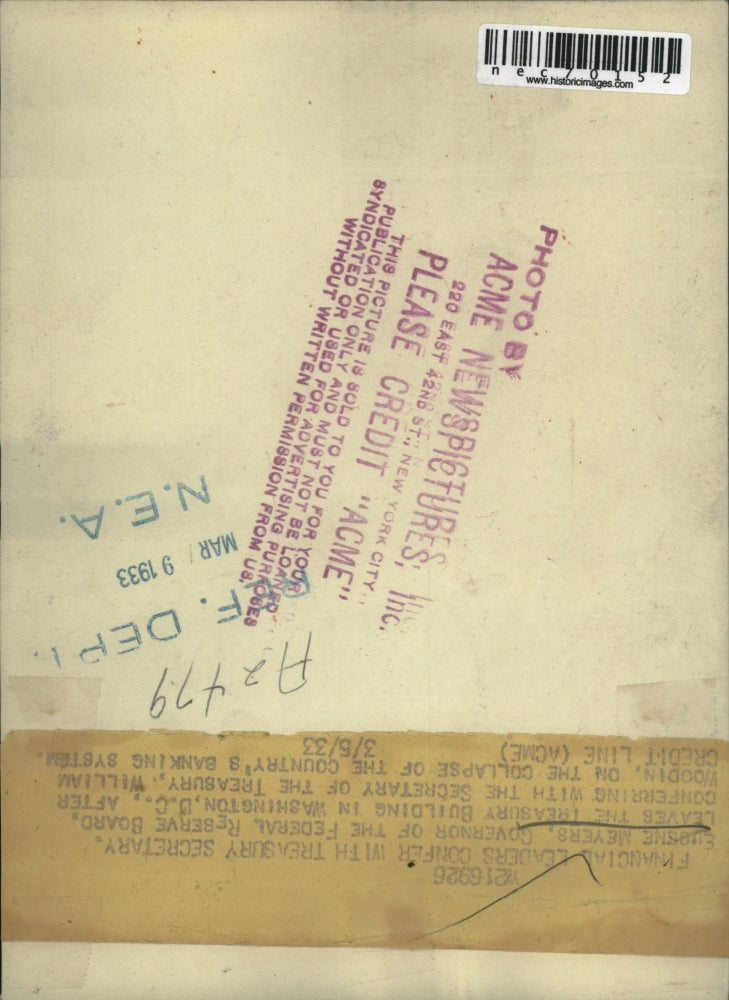 nec70152
www.historicimages.com
PHOTO BY
ACME NEWSPICTURES, Inc.
220 EAST 42ND ST., NEW YORK CITY.
PLEASE CREDIT "ACME"
THIS PICTURE IS SOLD TO YOU FOR YOUR
PUBLICATION ONLY AND MUST NOT BE LOANED,
SYNDICATED OR USED FOR ADVERTISING PURPOSES
WITHOUT WRITTEN PERMISSION FROM US.
REF. DEPT.
MAR 9 1933
N.E.A.
W216926
FINANCIAL LEADERS CONFER WITH TREASURY SECRETARY.
EUGENE MEYERS, GOVERNOR OF THE FEDERAL RESERVE BOARD,
LEAVES THE TREASURY BUILDING IN WASHINGTON, D.C., AFTER
CONFERRING WITH THE SECRETARY OF THE TREASURY, WILLIAM
WOODIN, ON THE COLLAPSE OF THE COUNTRY'S BANKING SYSTEM.
CREDIT LINE (ACME) 3/5/33